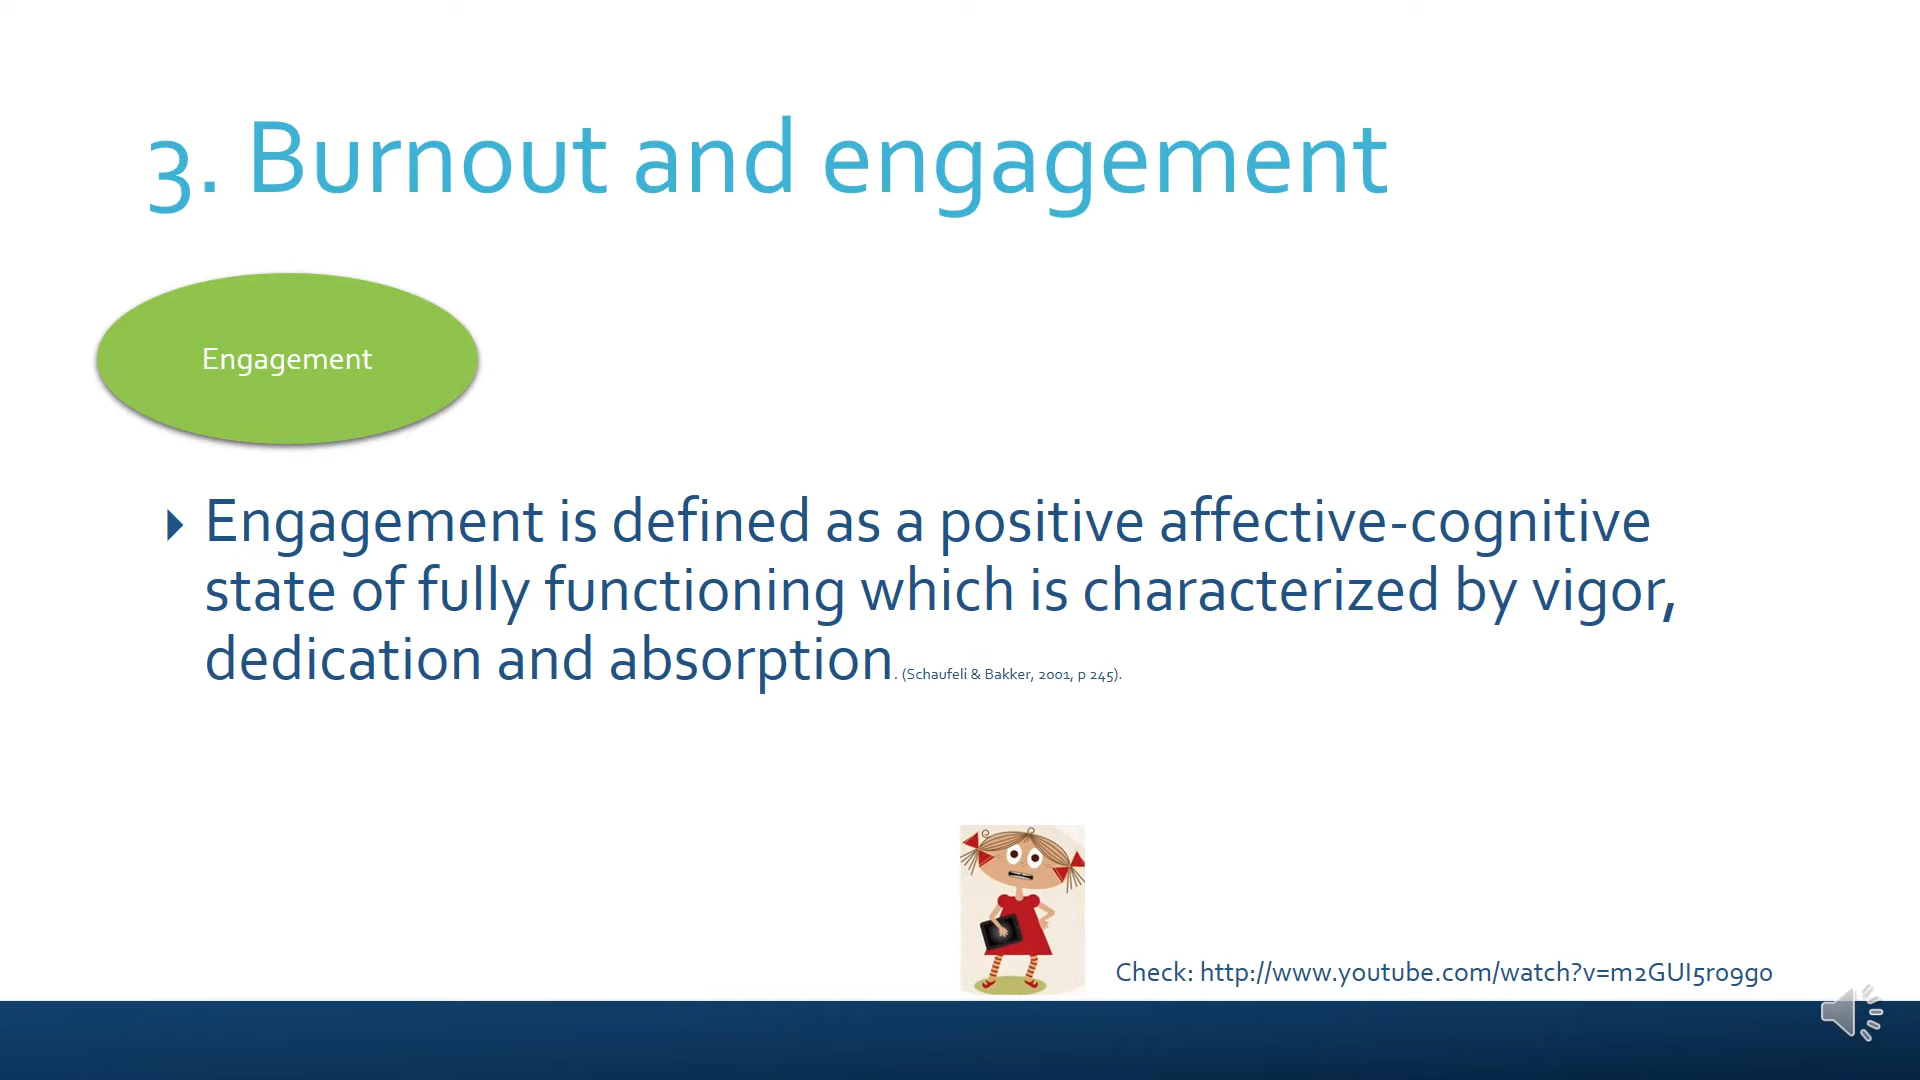 3. Burnout and engagement
Engagement
Engagement is defined as a positive affective-cognitive
state of fully functioning which is characterized by vigor,
dedication and absorption. (Schaufeli & Bakker, 2001, p 245).
Check: http://www.youtube.com/watch?v=m2GUI5r09g0